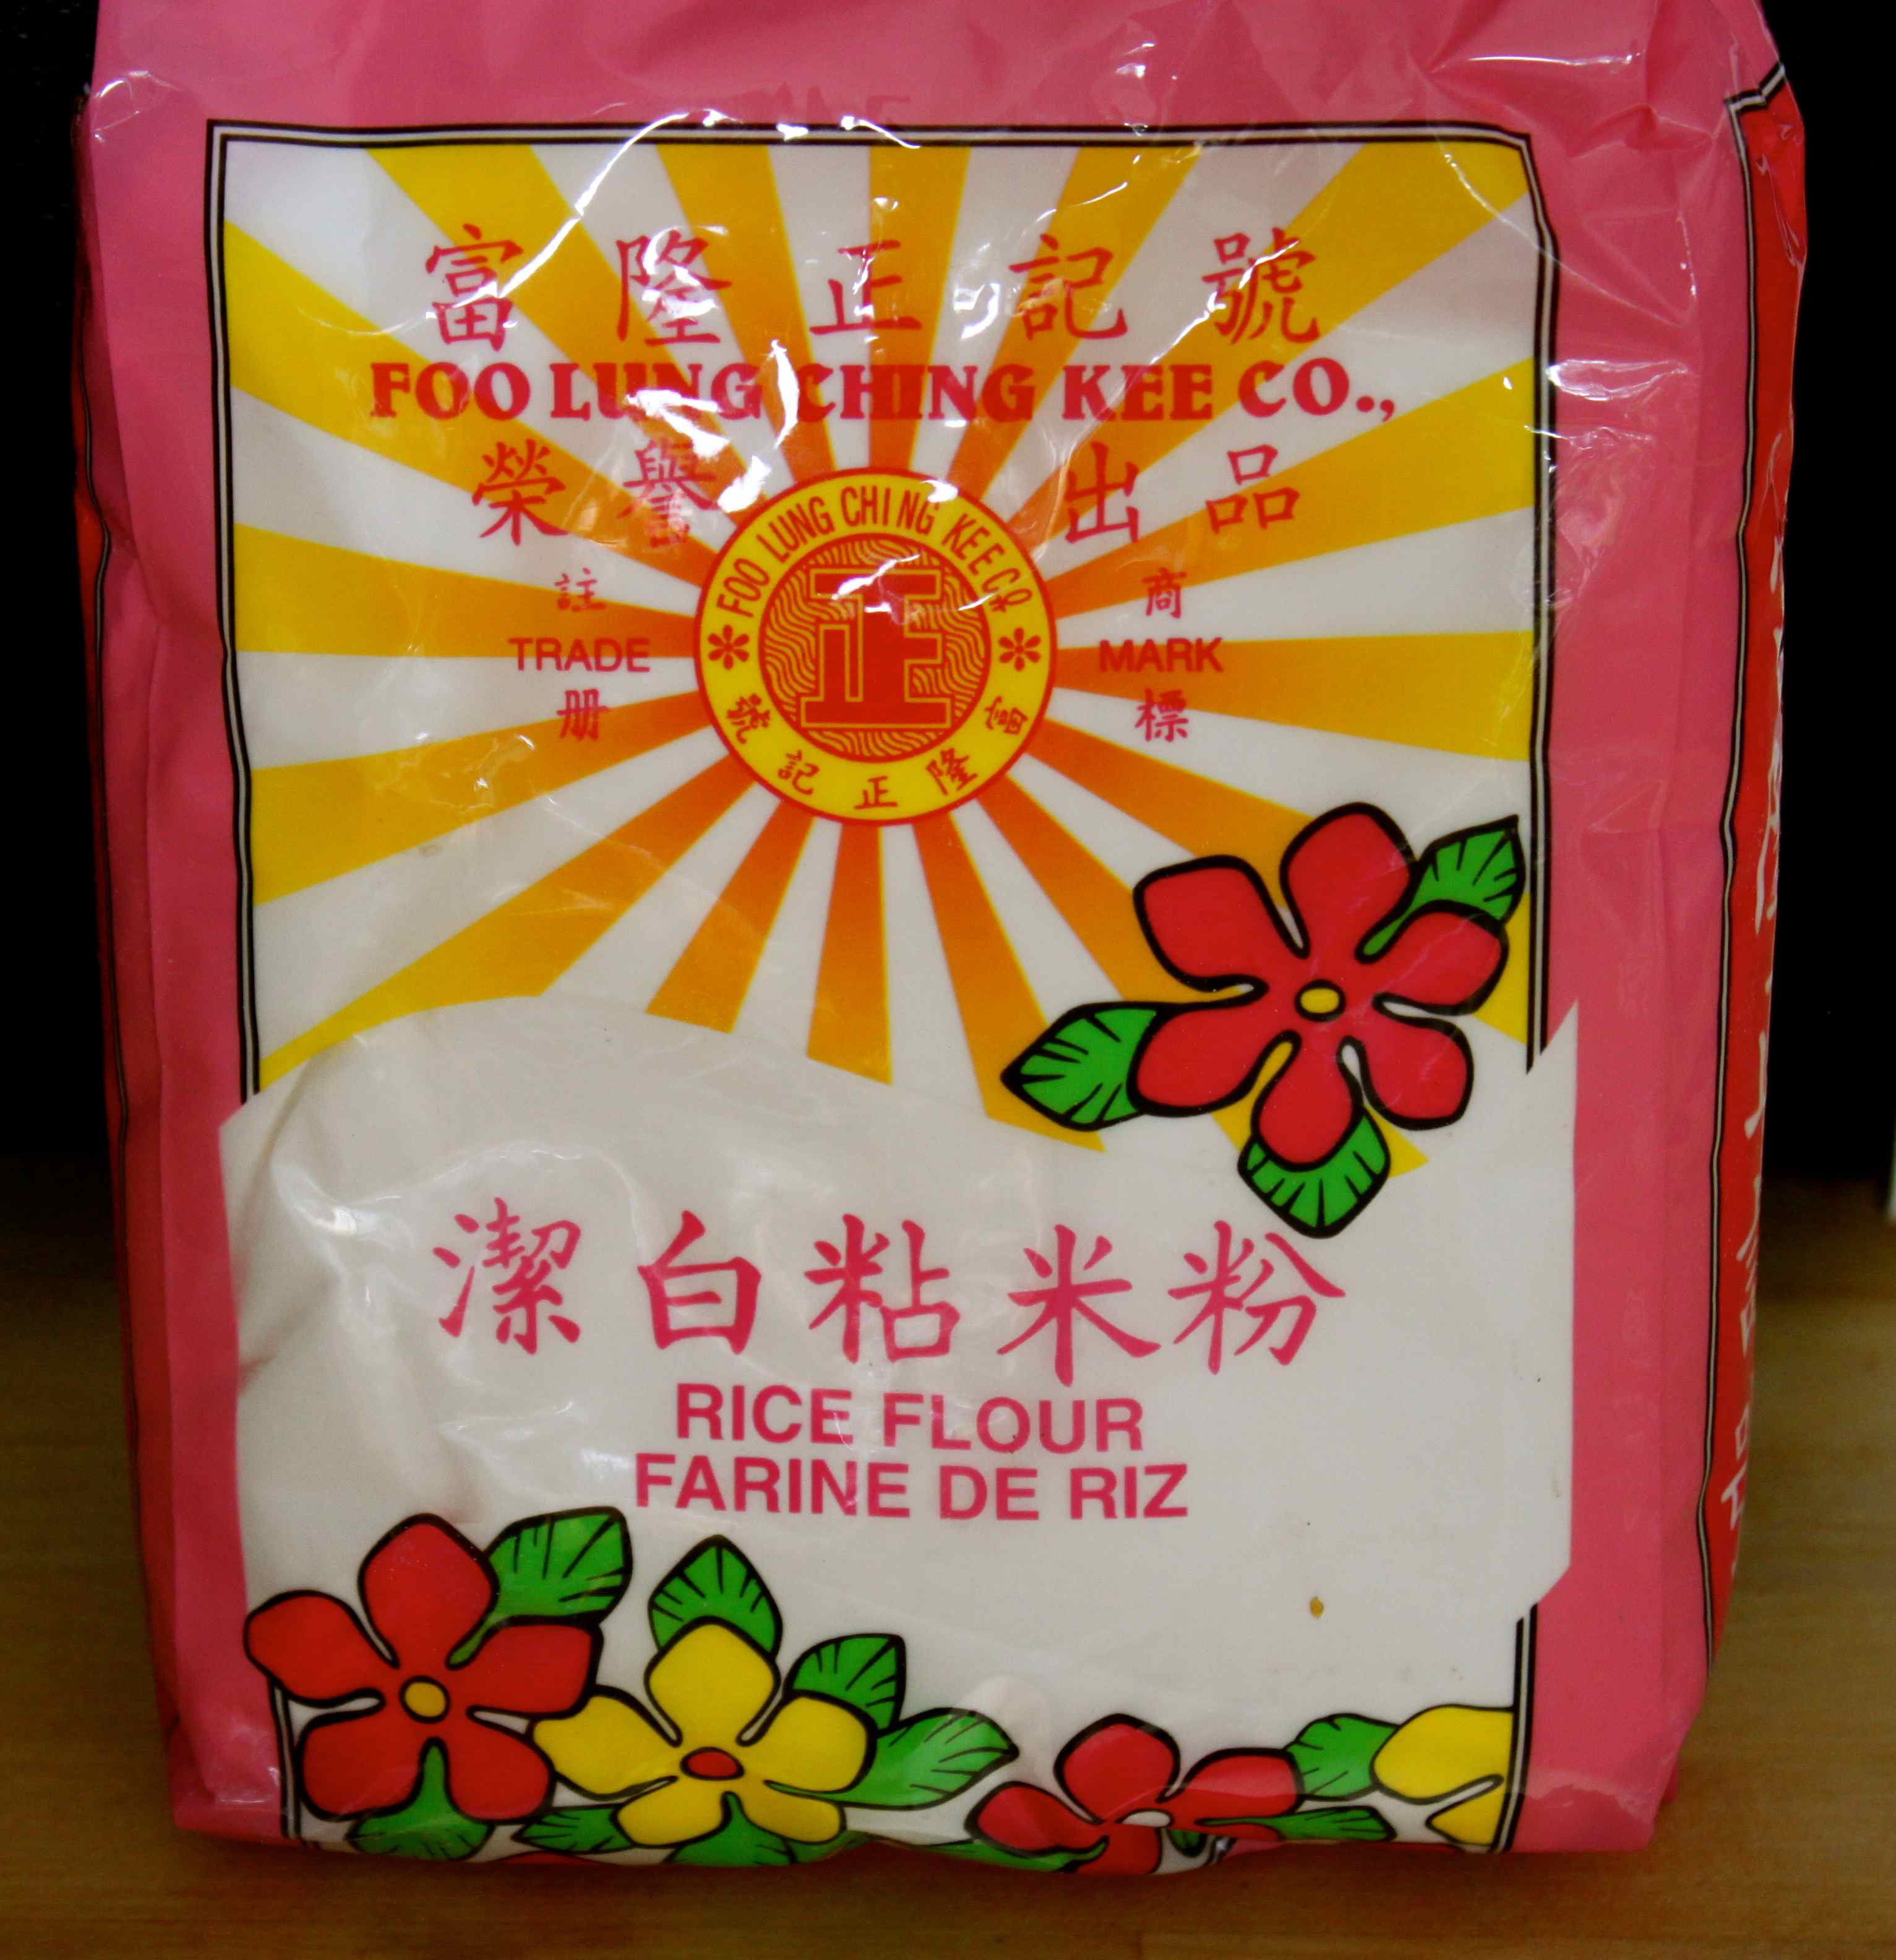 富隆正記號
FOO LUNG CHING KEE CO.,
榮譽出品
FOO LUNG CHING KEE CO
正
富隆正記號
註冊商標
TRADE MARK
潔白粘米粉
RICE FLOUR
FARINE DE RIZ